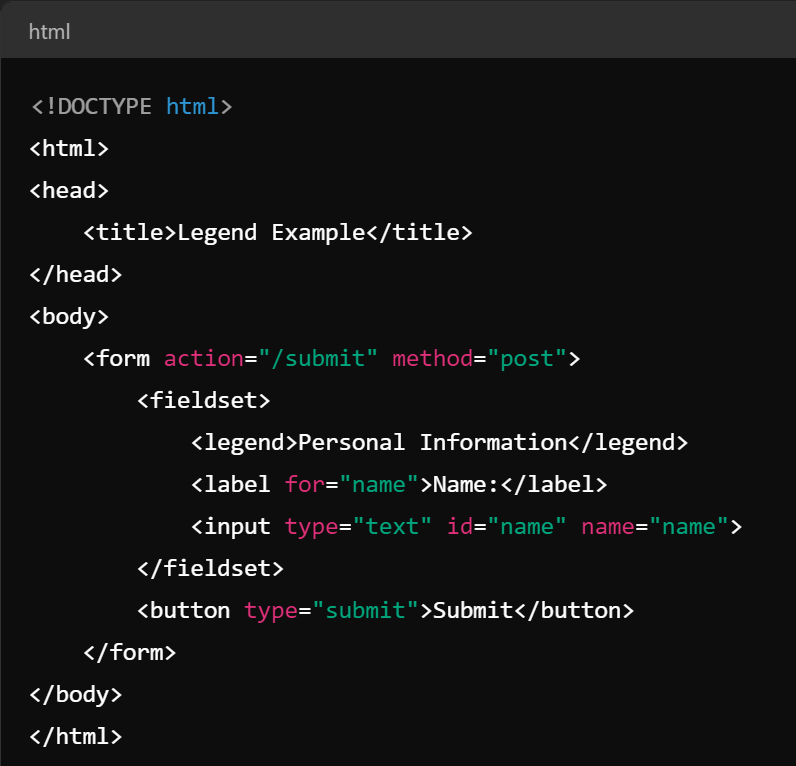 html
<!DOCTYPE html>
<html>
<head>
    <title>Legend Example</title>
</head>
<body>
    <form action="/submit" method="post">
        <fieldset>
            <legend>Personal Information</legend>
            <label for="name">Name:</label>
            <input type="text" id="name" name="name">
        </fieldset>
        <button type="submit">Submit</button>
    </form>
</body>
</html>